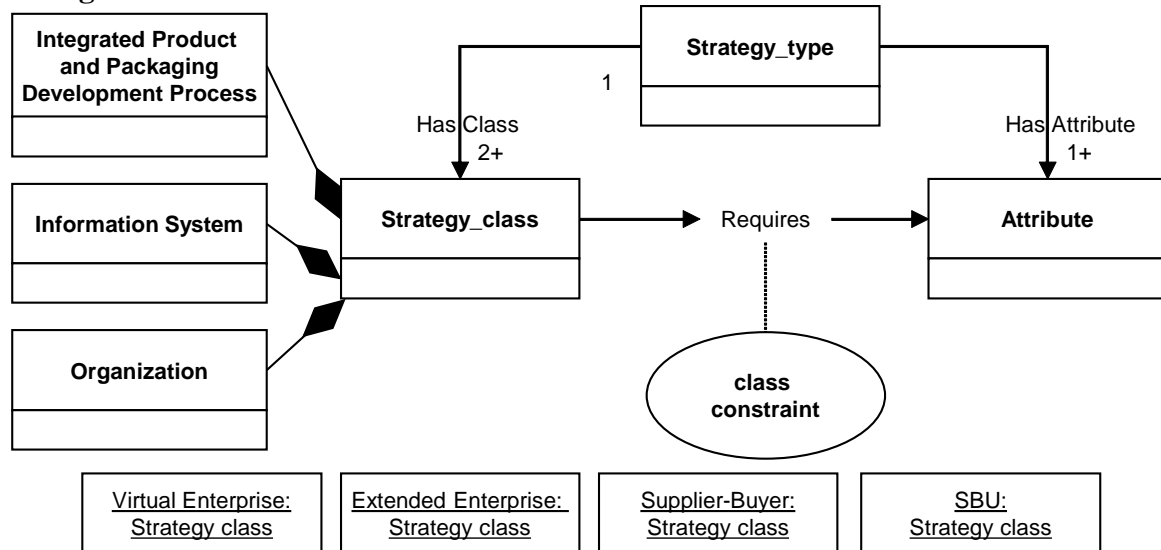 Integrated Product
and Packaging
Development Process
Strategy_type
1
Has Class
2+
Has Attribute
1+
Information System
Strategy_class
Requires
Attribute
Organization
class
constraint
Virtual Enterprise:
Strategy class
Extended Enterprise:
Strategy class
Supplier-Buyer:
Strategy class
SBU:
Strategy class